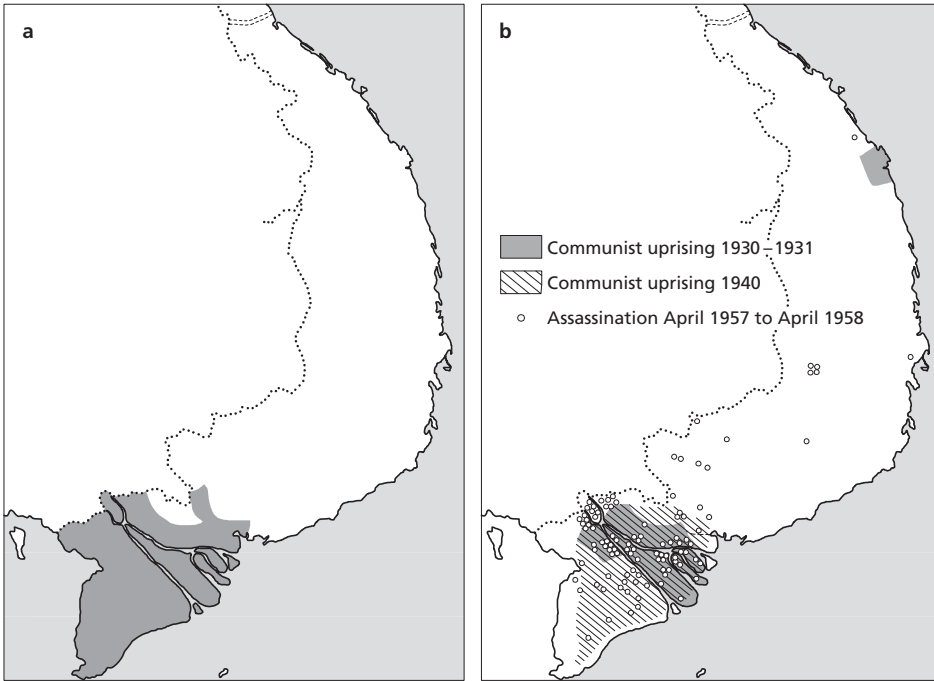 a
b
Communist uprising 1930–1931
Communist uprising 1940
Assassination April 1957 to April 1958